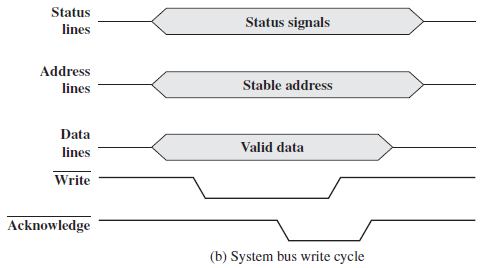 Status
lines
Status signals
Address
lines
Stable address
Data
lines
Valid data
Write
Acknowledge
(b) System bus write cycle